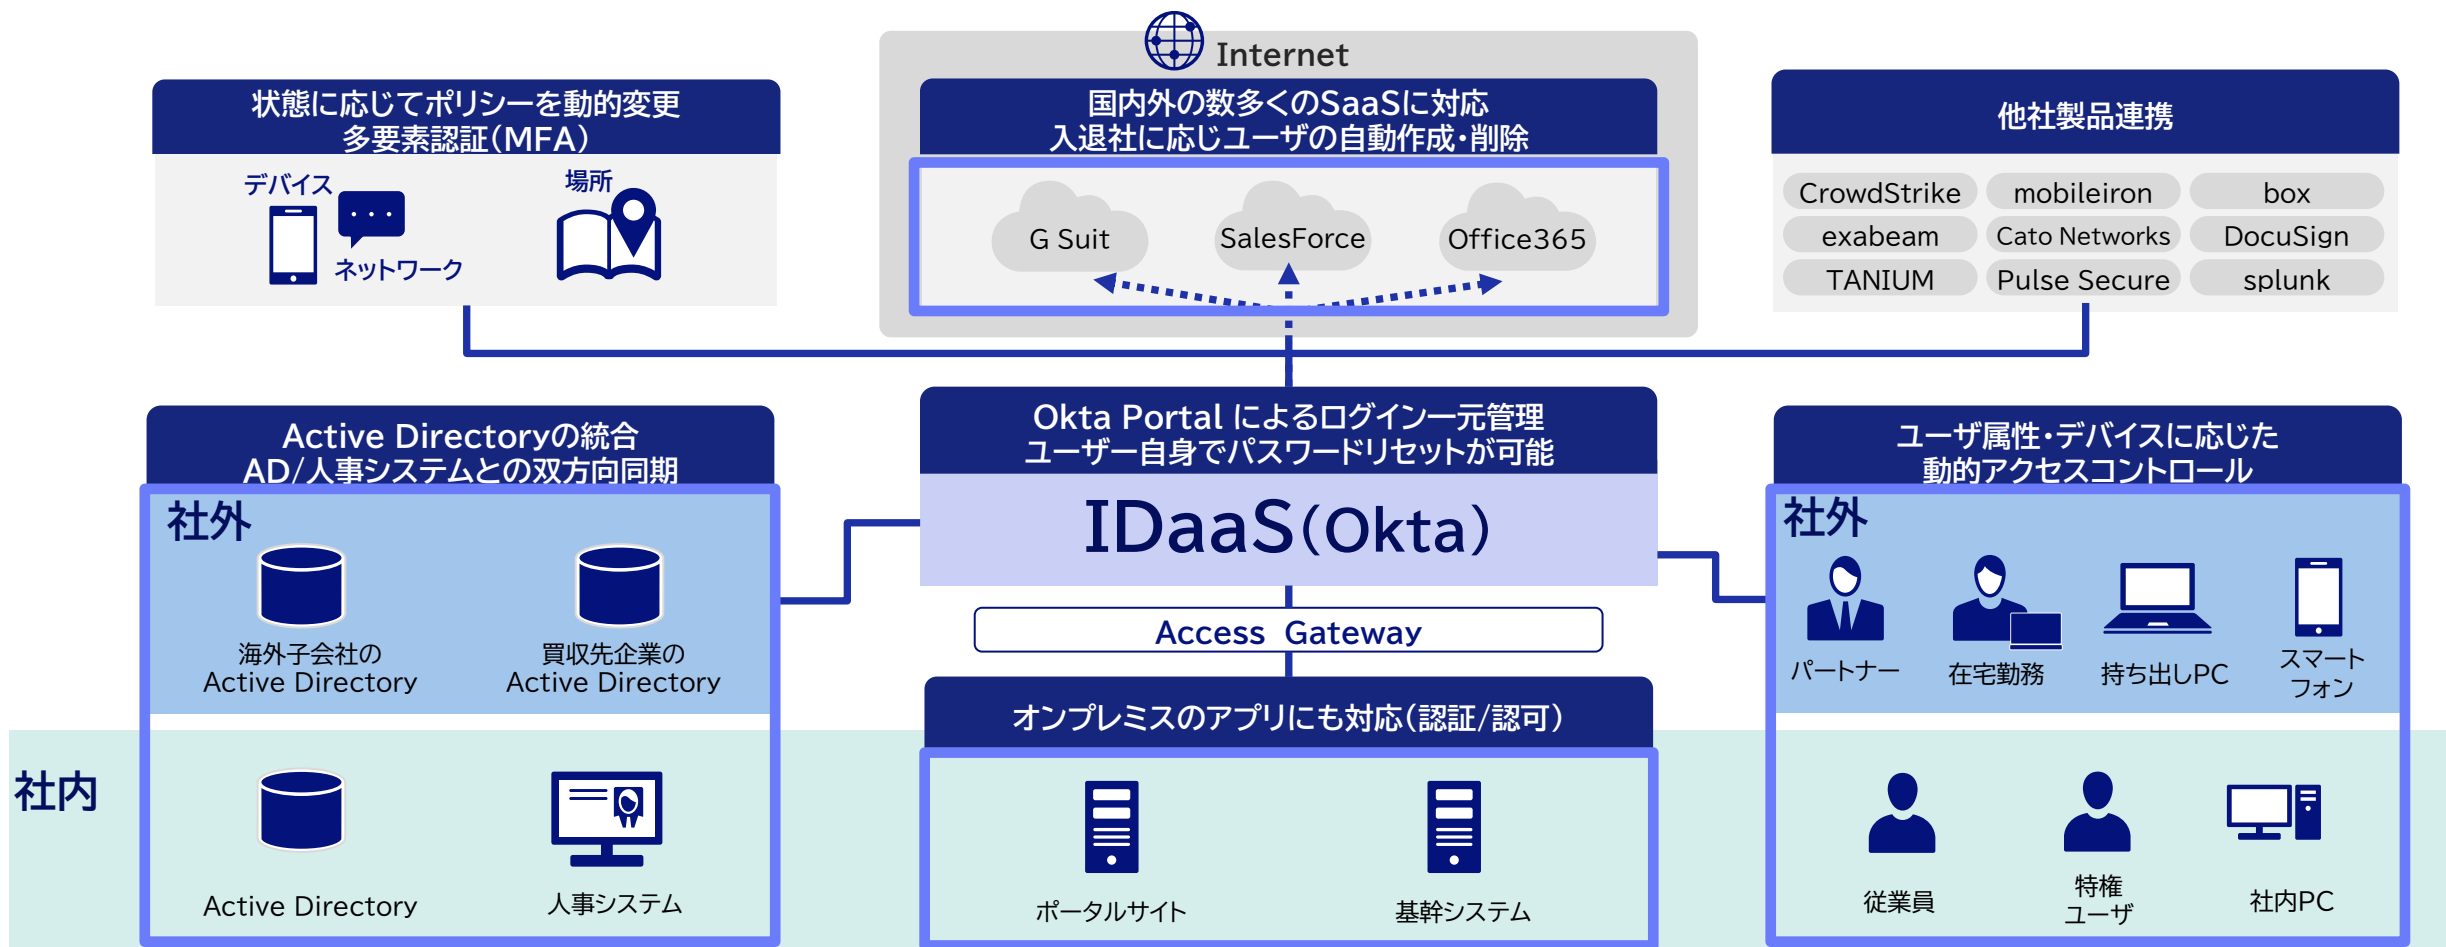 Internet
状態に応じてポリシーを動的変更
多要素認証(MFA)
デバイス
ネットワーク
場所
国内外の数多くのSaaSに対応
入退社に応じユーザの自動作成・削除
G Suit
SalesForce
Office365
他社製品連携
CrowdStrike
mobileiron
box
exabeam
Cato Networks
DocuSign
TANIUM
Pulse Secure
splunk
Active Directoryの統合
AD/人事システムとの双方向同期
社外
海外子会社の
Active Directory
買収先企業の
Active Directory
Okta Portal によるログイン一元管理
ユーザー自身でパスワードリセットが可能
IDaaS(Okta)
Access Gateway
ユーザ属性・デバイスに応じた
動的アクセスコントロール
社外
パートナー
在宅勤務
持ち出しPC
スマート
フォン
社内
Active Directory
人事システム
オンプレミスのアプリにも対応(認証/認可)
ポータルサイト
基幹システム
従業員
特権
ユーザ
社内PC